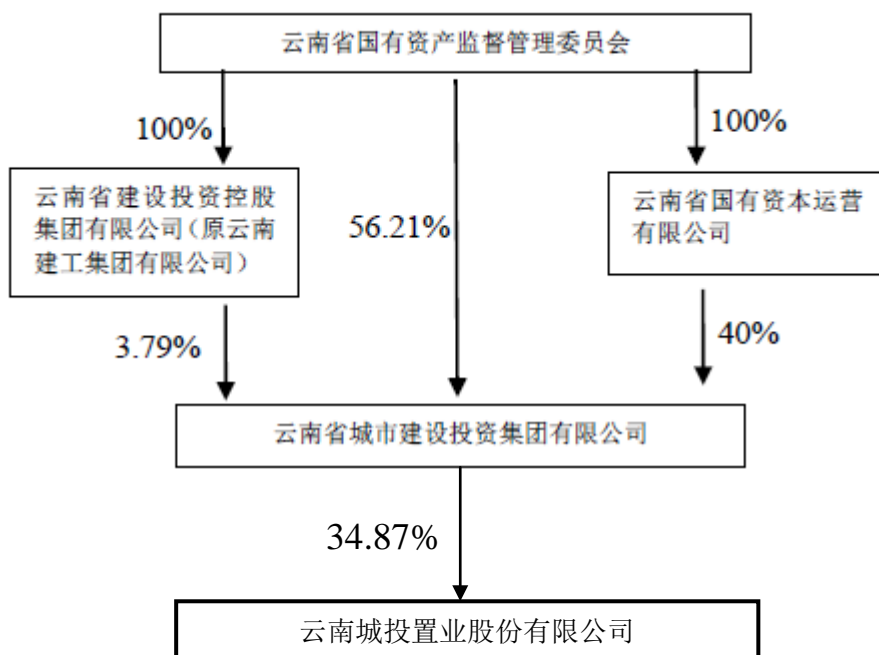 云南省国有资产监督管理委员会
100%
100%
云南省建设投资控股
集团有限公司（原云南
建工集团有限公司）
56.21%
云南省国有资本运营
有限公司
3.79%
40%
云南省城市建设投资集团有限公司
34.87%
云南城投置业股份有限公司